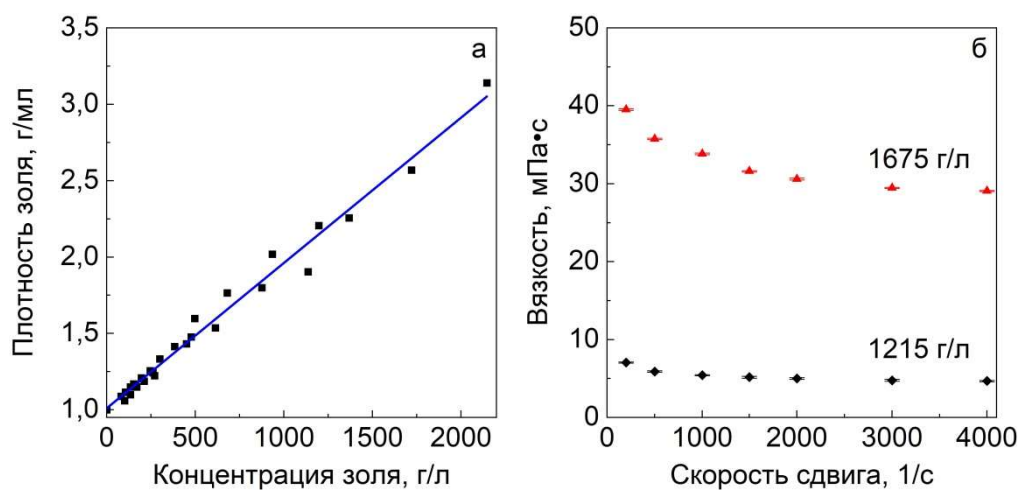 а
Плотность золя, г/мл
3,5
3,0
2,5
2,0
1,5
1,0
0 500 1000 1500 2000
Концентрация золя, г/л
б
Вязкость, мПа•с
50
40
30
20
10
0
1675 г/л
1215 г/л
0 1000 2000 3000 4000
Скорость сдвига, 1/с